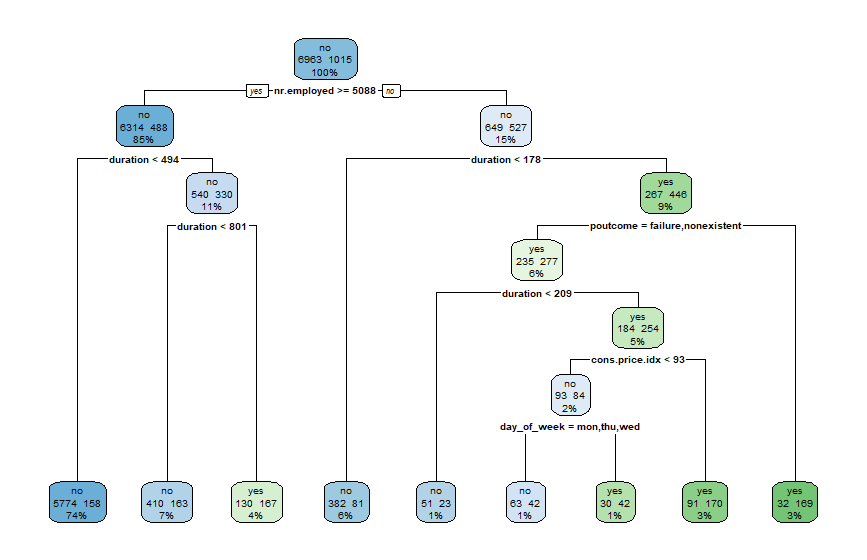 no
6963 1015
100%
yes nr.employed >= 5088 no
no
6314 488
85%
no
649 527
15%
duration < 494
duration < 178
no
540 330
11%
yes
267 446
9%
duration < 801
poutcome = failure,nonexistent
yes
235 277
6%
duration < 209
yes
184 254
5%
cons.price.idx < 93
no
93 84
2%
day_of_week = mon,thu,wed
no
5774 158
74%
no
410 163
7%
yes
130 167
4%
no
382 81
6%
no
51 23
1%
no
63 42
1%
yes
30 42
1%
yes
91 170
3%
yes
32 169
3%